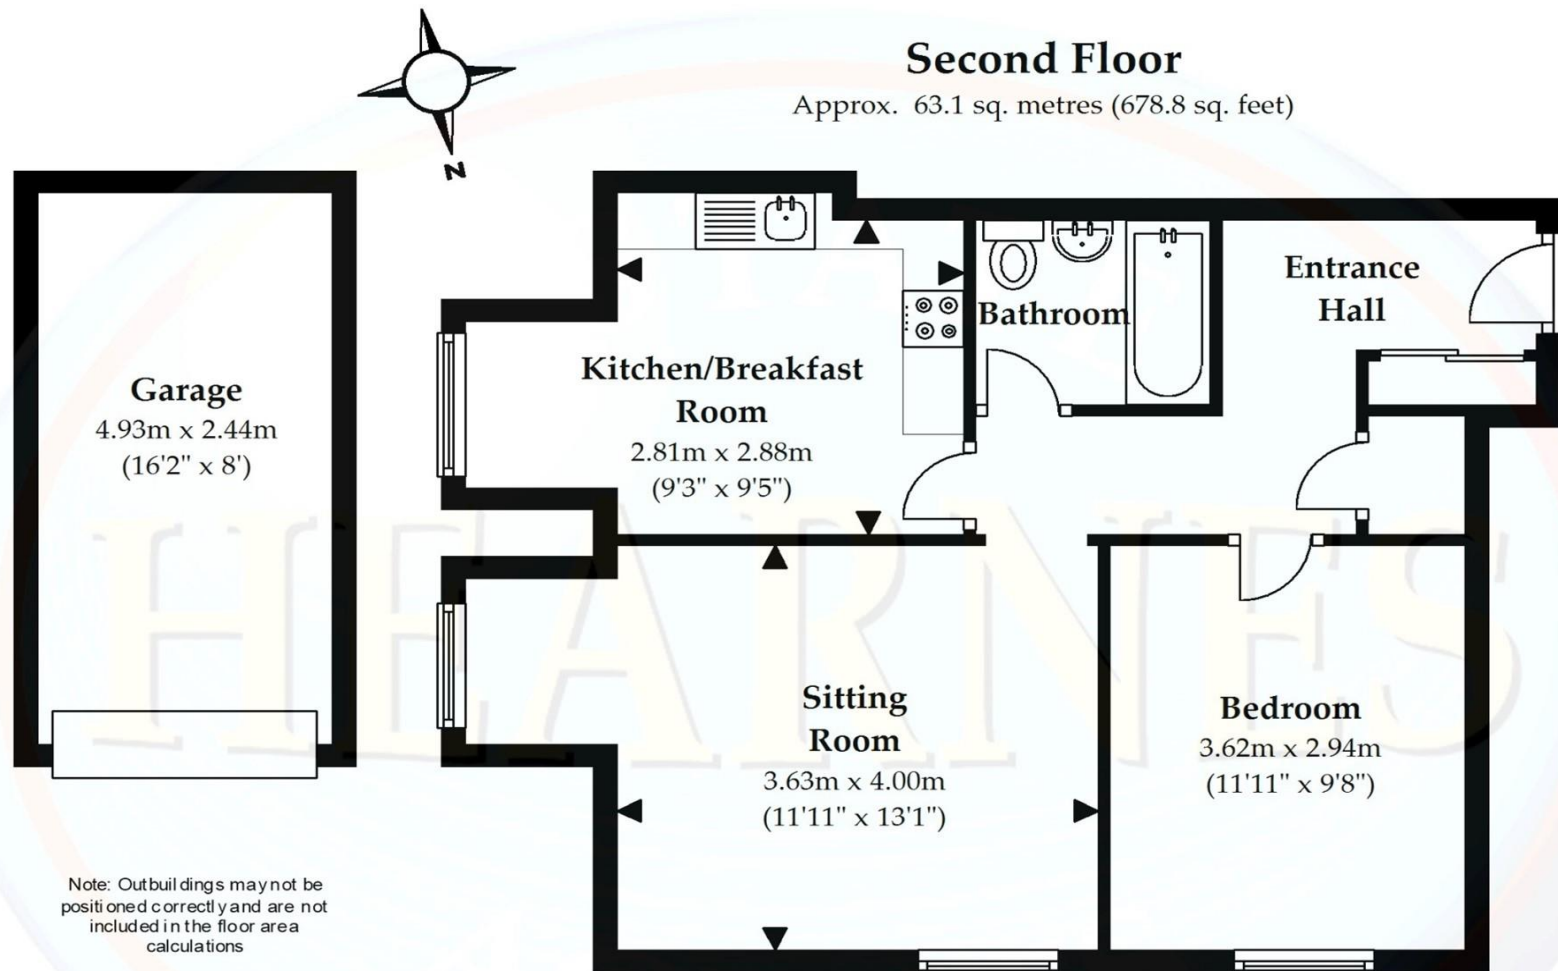 Second Floor
Approx. 63.1 sq. metres (678.8 sq. feet)
N
Garage
4.93m x 2.44m
(16'2" x 8')
Kitchen/Breakfast
Room
2.81m x 2.88m
(9'3" x 9'5")
Bathroom
Entrance
Hall
Sitting
Room
3.63m x 4.00m
(11'11" x 13'1")
Bedroom
3.62m x 2.94m
(11'11" x 9'8")
HEARNES
Note: Outbuildings may not be
positioned correctly and are not
included in the floor area
calculations